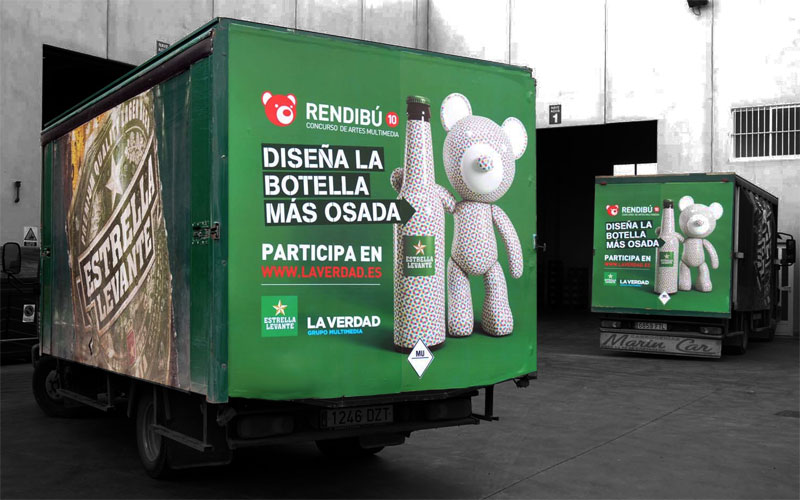 RENDIBÚ 10
CONCURSO DE ARTES MULTIMEDIA
DISEÑA LA
BOTELLA
MÁS OSADA
PARTICIPA EN
WWW.LAVERDAD.ES
ESTRELLA
LEVANTE
LA VERDAD
GRUPO MULTIMEDIA
ESTRELLA
LEVANTE
MU
1246 DZT
ESTRELLA
LEVANTE
1
RENDIBÚ
DISEÑA LA
BOTELLA
MÁS OSADA
PARTICIPA EN
WWW.LAVERDAD.ES
LA VERDAD
Marin Car